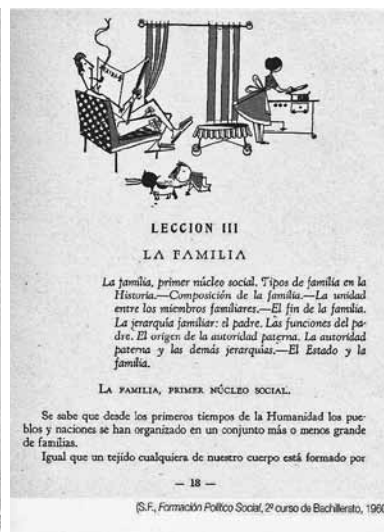 LECCION III
LA FAMILIA
La familia, primer núcleo social. Tipos de familia en la
Historia.—Composición de la familia.—La unidad
entre los miembros familiares.—El fin de la familia.
La jerarquía familiar: el padre. Las funciones del pa-
dre. El origen de la autoridad paterna. La autoridad
paterna y las demás jerarquías.—El Estado y la
familia.
LA FAMILIA, PRIMER NÚCLEO SOCIAL.
Se sabe que desde los primeros tiempos de la Humanidad los pue-
blos y naciones se han organizado en un conjunto más o menos grande
de familias.
Igual que un tejido cualquiera de nuestro cuerpo está formado por
— 18 —
(S.F., Formación Político Social, 2º curso de Bachillerato, 1960